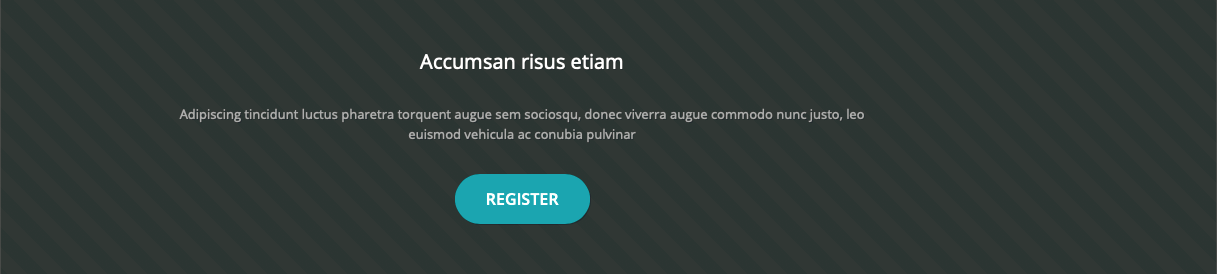 Accumsan risus etiam
Adipiscing tincidunt luctus pharetra torquent augue sem sociosqu, donec viverra augue commodo nunc justo, leo
euismod vehicula ac conubia pulvinar
REGISTER